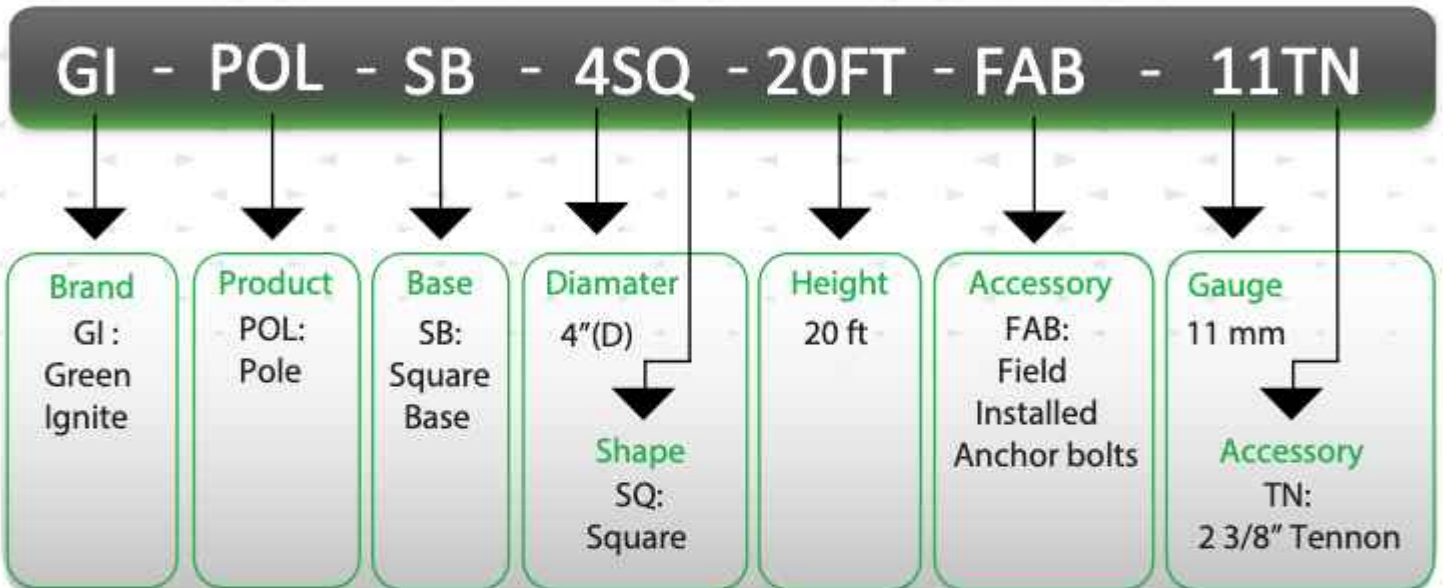 GI - POL - SB - 4SQ - 20FT - FAB - 11TN
Brand
GI :
Green
Ignite
Product
POL:
Pole
Base
SB:
Square
Base
Diamater
4"(D)
Shape
SQ:
Square
Height
20 ft
Accessory
FAB:
Field
Installed
Anchor bolts
Gauge
11 mm
Accessory
TN:
2 3/8" Tennon